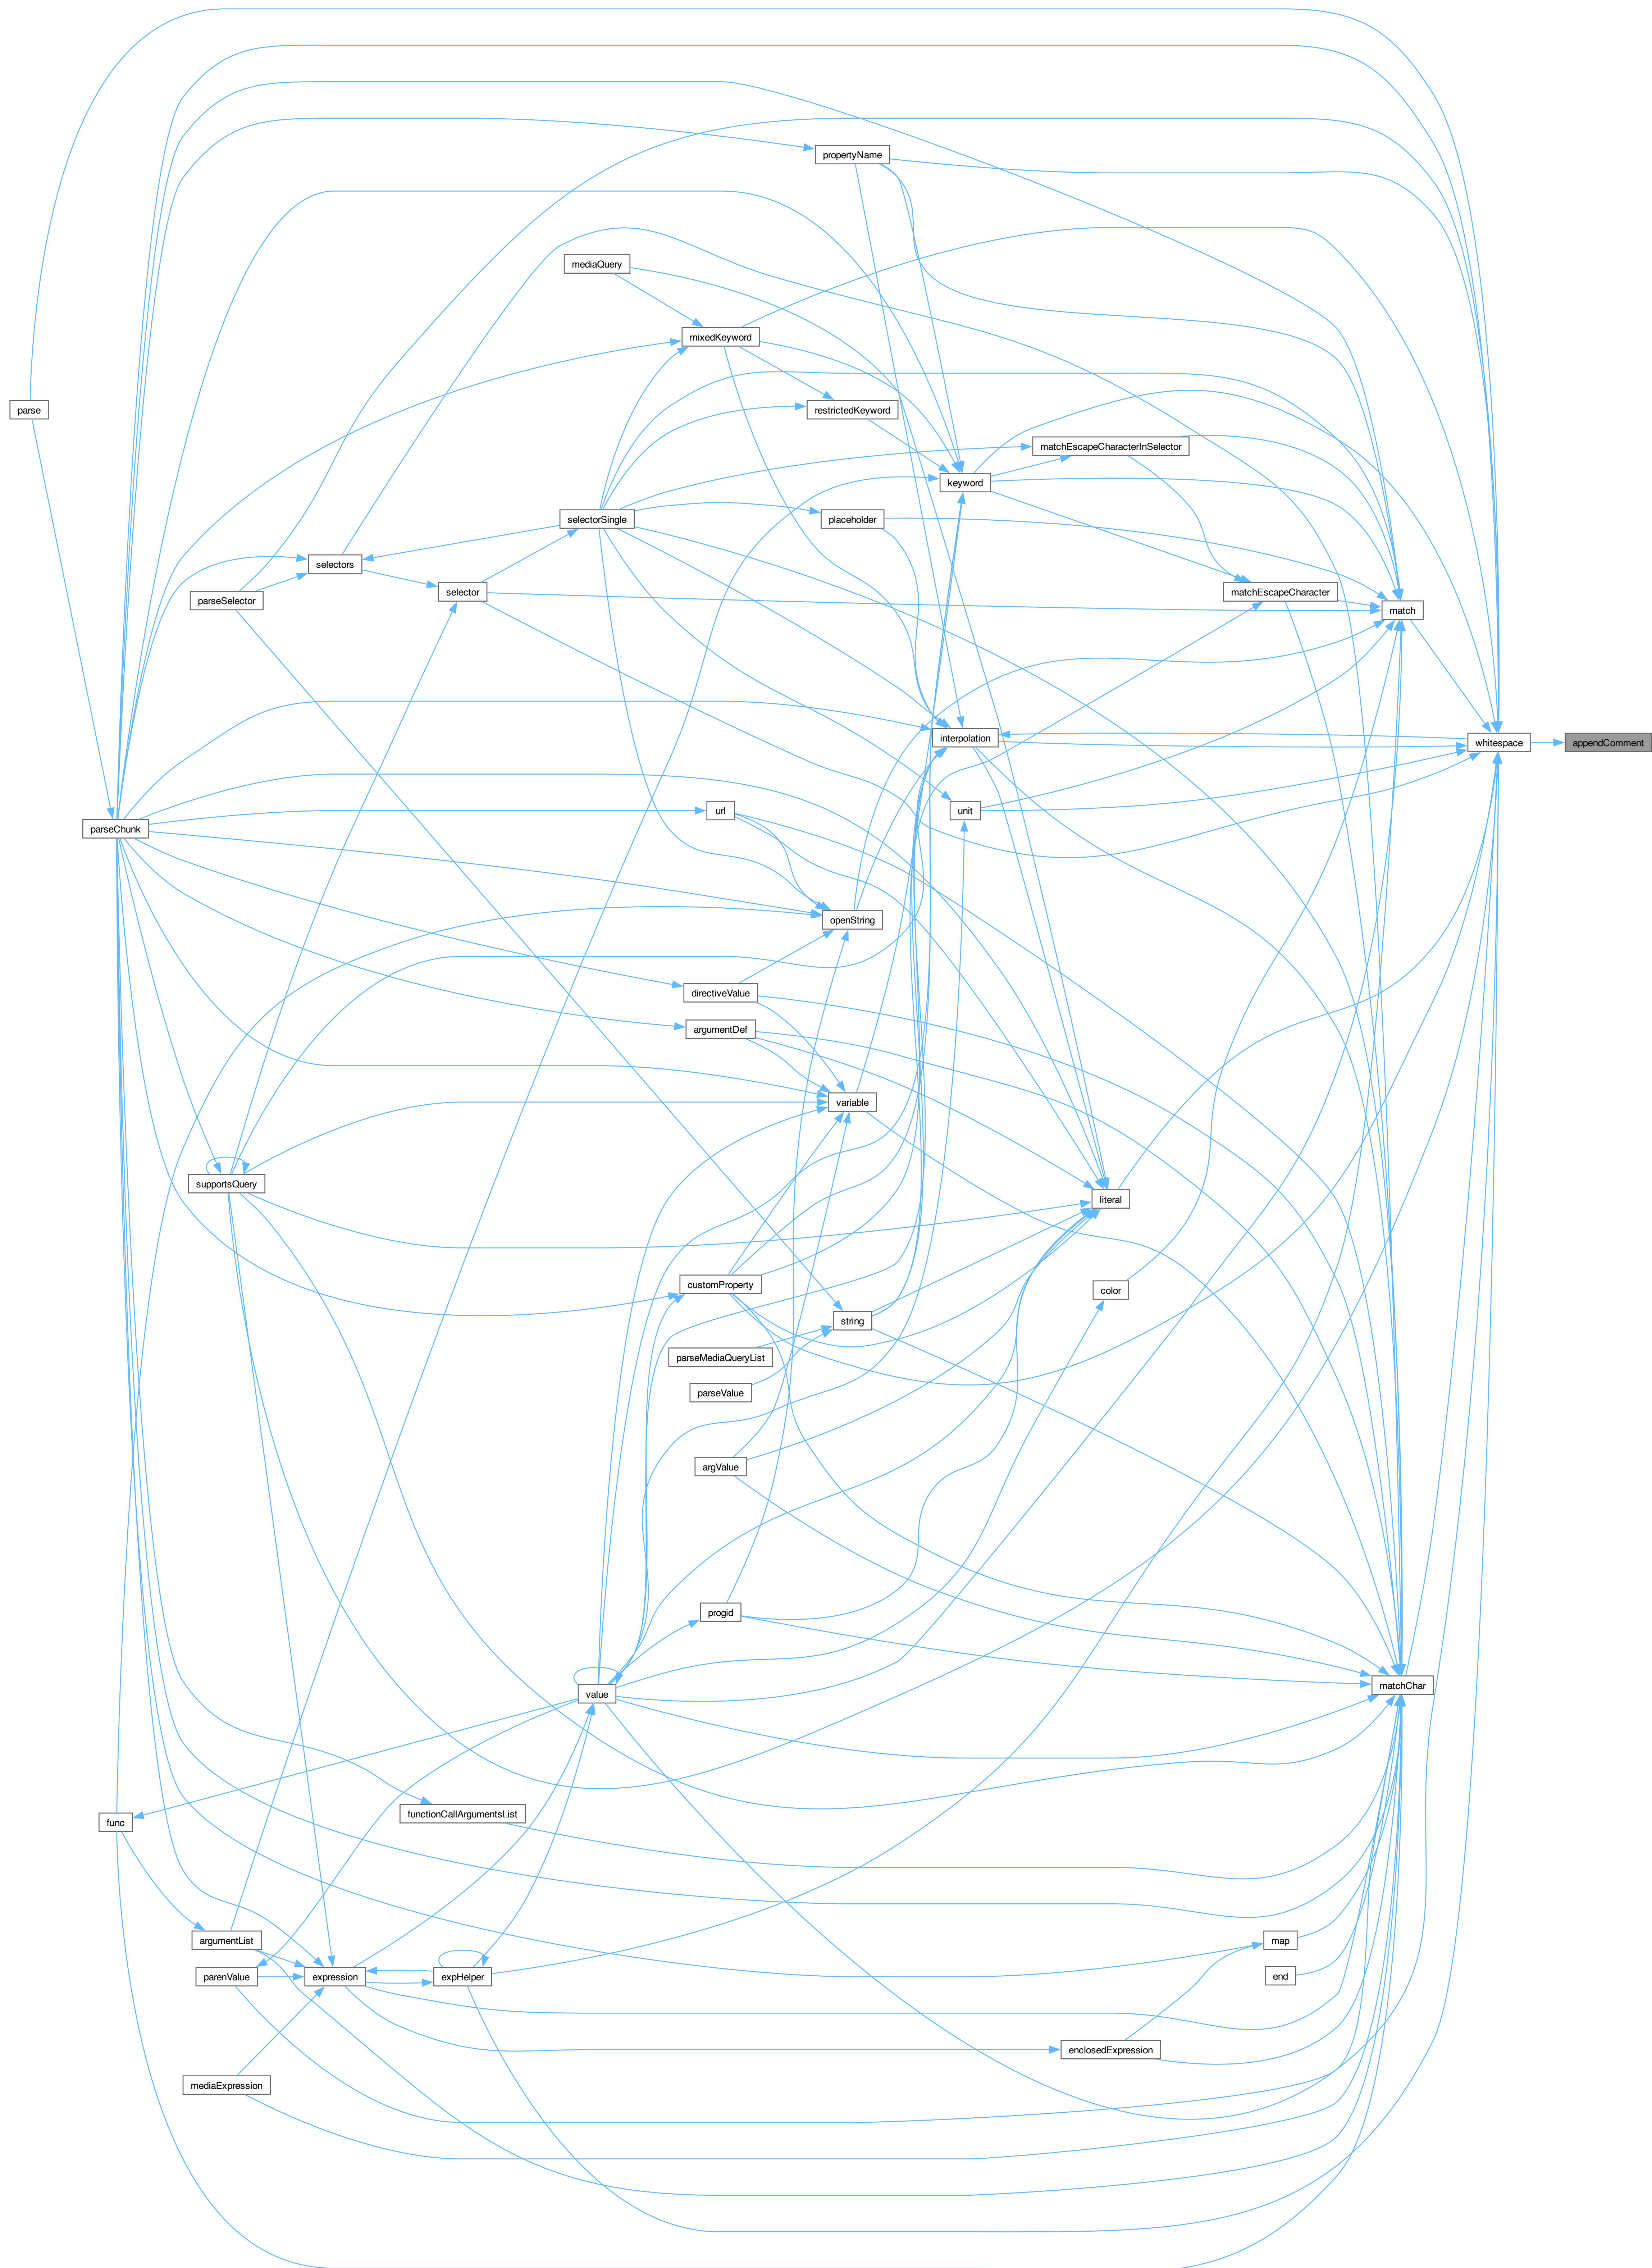 propertyName
mediaQuery
mixedKeyword
parse
restrictedKeyword
matchEscapeCharacterInSelector
keyword
selectorSingle
placeholder
selectors
selector
matchEscapeCharacter
parseSelector
match
interpolation
whitespace
appendComment
url
unit
parseChunk
openString
directiveValue
argumentDef
variable
supportsQuery
literal
customProperty
color
string
parseMediaQueryList
parseValue
argValue
progid
matchChar
value
functionCallArgumentsList
func
argumentList
map
parenValue
expression
expHelper
end
enclosedExpression
mediaExpression